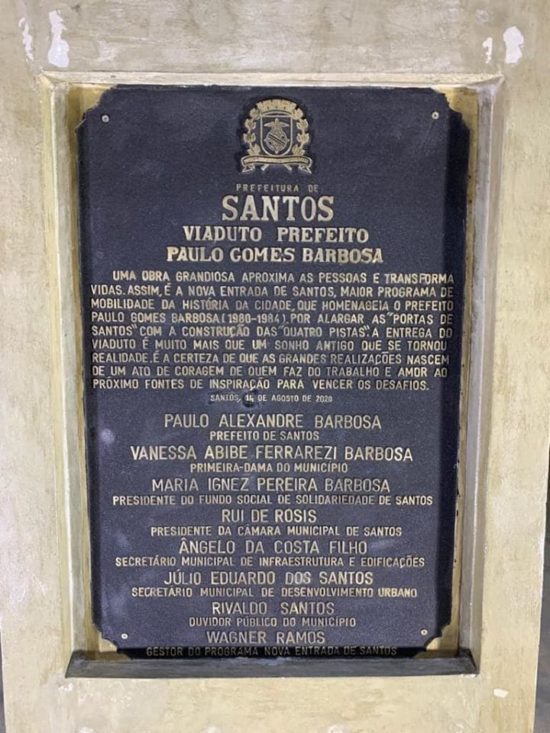 PREFEITURA DE
SANTOS
VIADUTO PREFEITO
PAULO GOMES BARBOSA
UMA OBRA GRANDIOSA APROXIMA AS PESSOAS E TRANSFORMA
VIDAS. ASSIM, É A NOVA ENTRADA DE SANTOS, MAIOR PROGRAMA DE
MOBILIDADE DA HISTÓRIA DA CIDADE, QUE HOMENAGEIA O PREFEITO
PAULO GOMES BARBOSA (1980-1984), POR ALARGAR AS "PORTAS DE
SANTOS" COM A CONSTRUÇÃO DAS "QUATRO PISTAS". A ENTREGA DO
VIADUTO É MUITO MAIS QUE UM SONHO ANTIGO QUE SE TORNOU
REALIDADE. É A CERTEZA DE QUE AS GRANDES REALIZAÇÕES NASCEM
DE UM ATO DE CORAGEM DE QUEM FAZ DO TRABALHO E AMOR AO
PRÓXIMO FONTES DE INSPIRAÇÃO PARA VENCER OS DESAFIOS.
SANTOS, DE AGOSTO DE 2020
PAULO ALEXANDRE BARBOSA
PREFEITO DE SANTOS
VANESSA ABIBE FERRAREZI BARBOSA
PRIMEIRA-DAMA DO MUNICÍPIO
MARIA IGNEZ PEREIRA BARBOSA
PRESIDENTE DO FUNDO SOCIAL DE SOLIDARIEDADE DE SANTOS
RUI DE ROSIS
PRESIDENTE DA CÂMARA MUNICIPAL DE SANTOS
ÂNGELO DA COSTA FILHO
SECRETÁRIO MUNICIPAL DE INFRAESTRUTURA E EDIFICAÇÕES
JÚLIO EDUARDO DOS SANTOS
SECRETÁRIO MUNICIPAL DE DESENVOLVIMENTO URBANO
RIVALDO SANTOS
OUVIDOR PÚBLICO DO MUNICÍPIO
WAGNER RAMOS
GESTOR DO PROGRAMA NOVA ENTRADA DE SANTOS